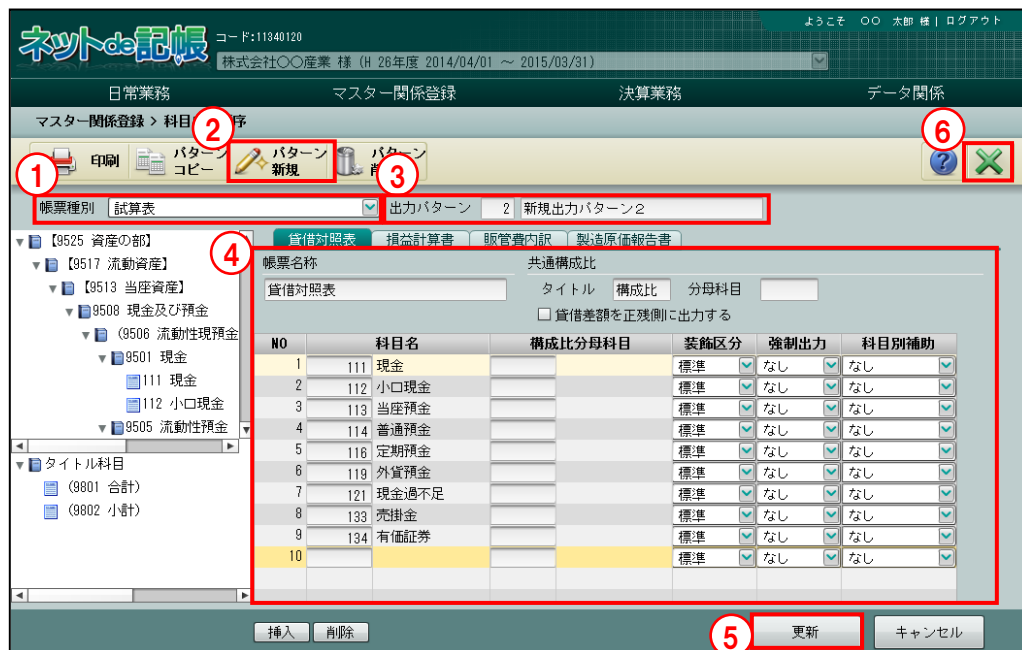 ようこそ ○○ 太郎 様 | ログアウト
ネットde記帳 コード:11340120
株式会社○○産業 様 (H 26年度 2014/04/01 ～ 2015/03/31)
日常業務 マスター関係登録 決算業務 データ関係
マスター関係登録 > 科目 序
② ⑥
印刷 パターンコピー パターン新規 パターン
① ③
帳票種別 試算表 出力パターン 2 新規出力パターン2
④
貸借対照表 損益計算書 販管費内訳 製造原価報告書
帳票名称 共通構成比
貸借対照表 タイトル 構成比 分母科目
貸借差額を正残側に出力する
NO 科目名 構成比分母科目 装飾区分 強制出力 科目別補助
1 111 現金 標準 なし なし
2 112 小口現金 標準 なし なし
3 113 当座預金 標準 なし なし
4 114 普通預金 標準 なし なし
5 116 定期預金 標準 なし なし
6 119 外貨預金 標準 なし なし
7 121 現金過不足 標準 なし なし
8 133 売掛金 標準 なし なし
9 134 有価証券 標準 なし なし
10 標準 なし なし
【9525 資産の部】
【9517 流動資産】
【9513 当座資産】
9508 現金及び預金
(9506 流動性現預金
9501 現金
111 現金
112 小口現金
9505 流動性預金
タイトル科目
(9801 合計)
(9802 小計)
挿入 削除 ⑤ 更新 キャンセル